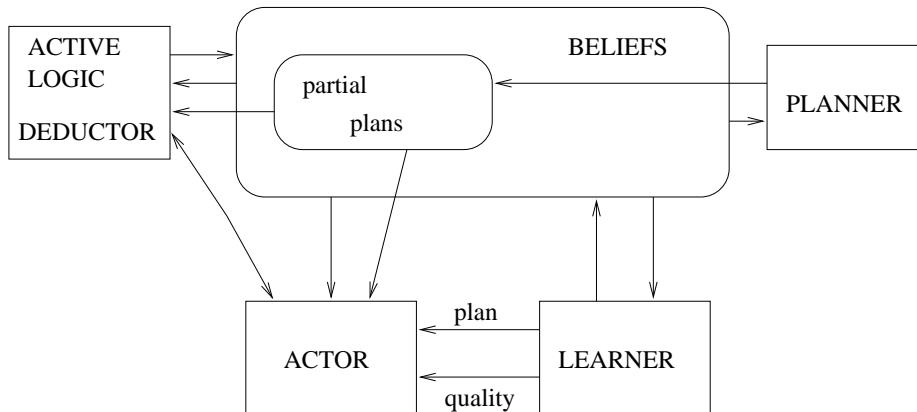 ACTIVE
LOGIC
DEDUCTOR
BELIEFS
partial
plans
PLANNER
plan
quality
ACTOR
LEARNER